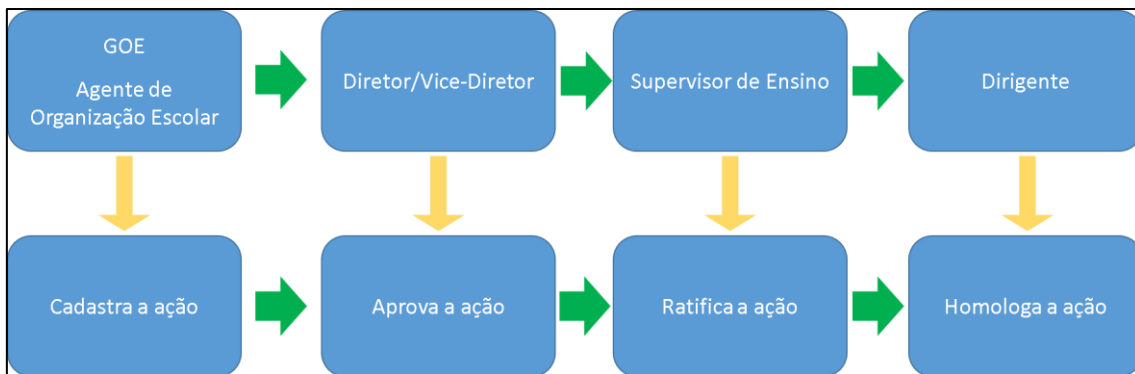 GOE
Agente de
Organização Escolar
Diretor/Vice-Diretor
Supervisor de Ensino
Dirigente
Cadastra a ação
Aprova a ação
Ratifica a ação
Homologa a ação